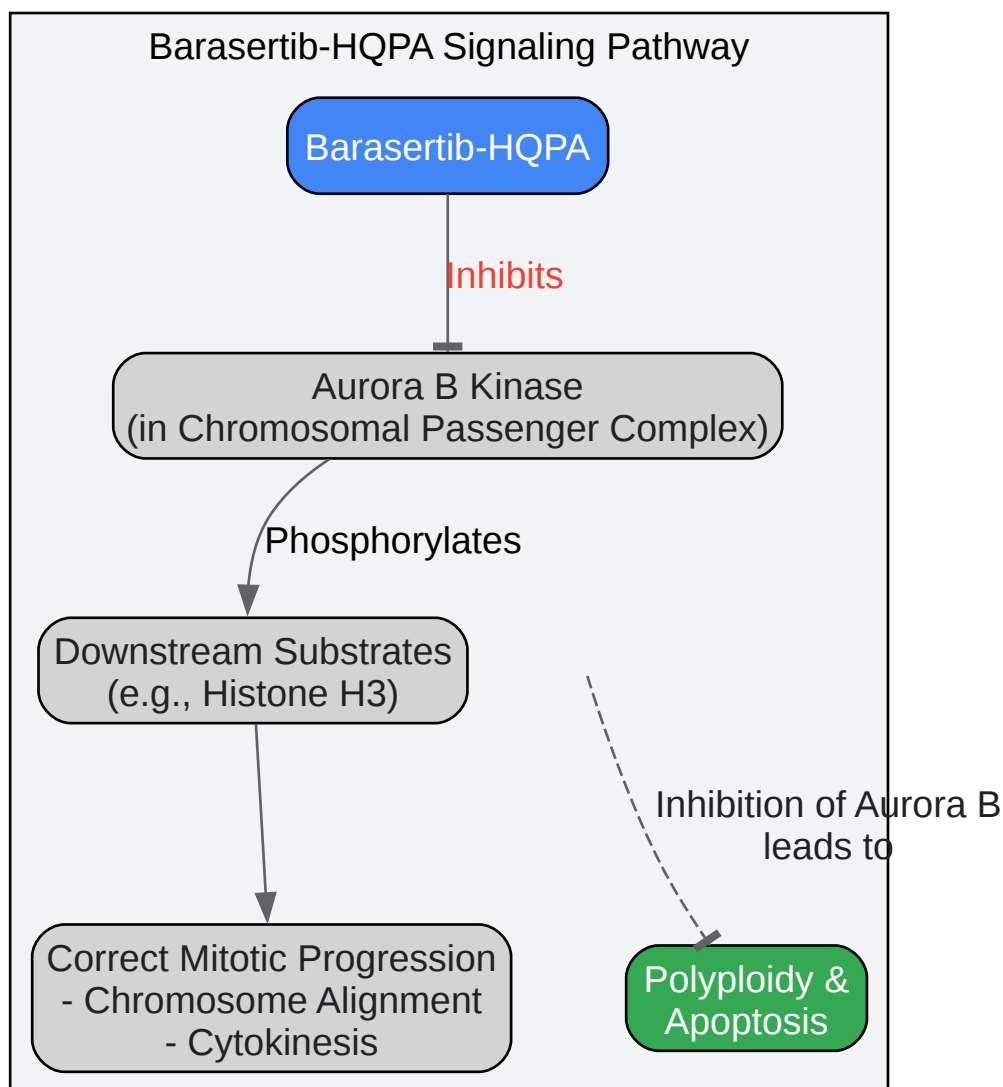 Barasertib-HQPA Signaling Pathway
Barasertib-HQPA
Inhibits
Aurora B Kinase
(in Chromosomal Passenger Complex)
Phosphorylates
Downstream Substrates
(e.g., Histone H3)
Inhibition of Aurora B
leads to
Correct Mitotic Progression
- Chromosome Alignment
- Cytokinesis
Polyploidy &
Apoptosis